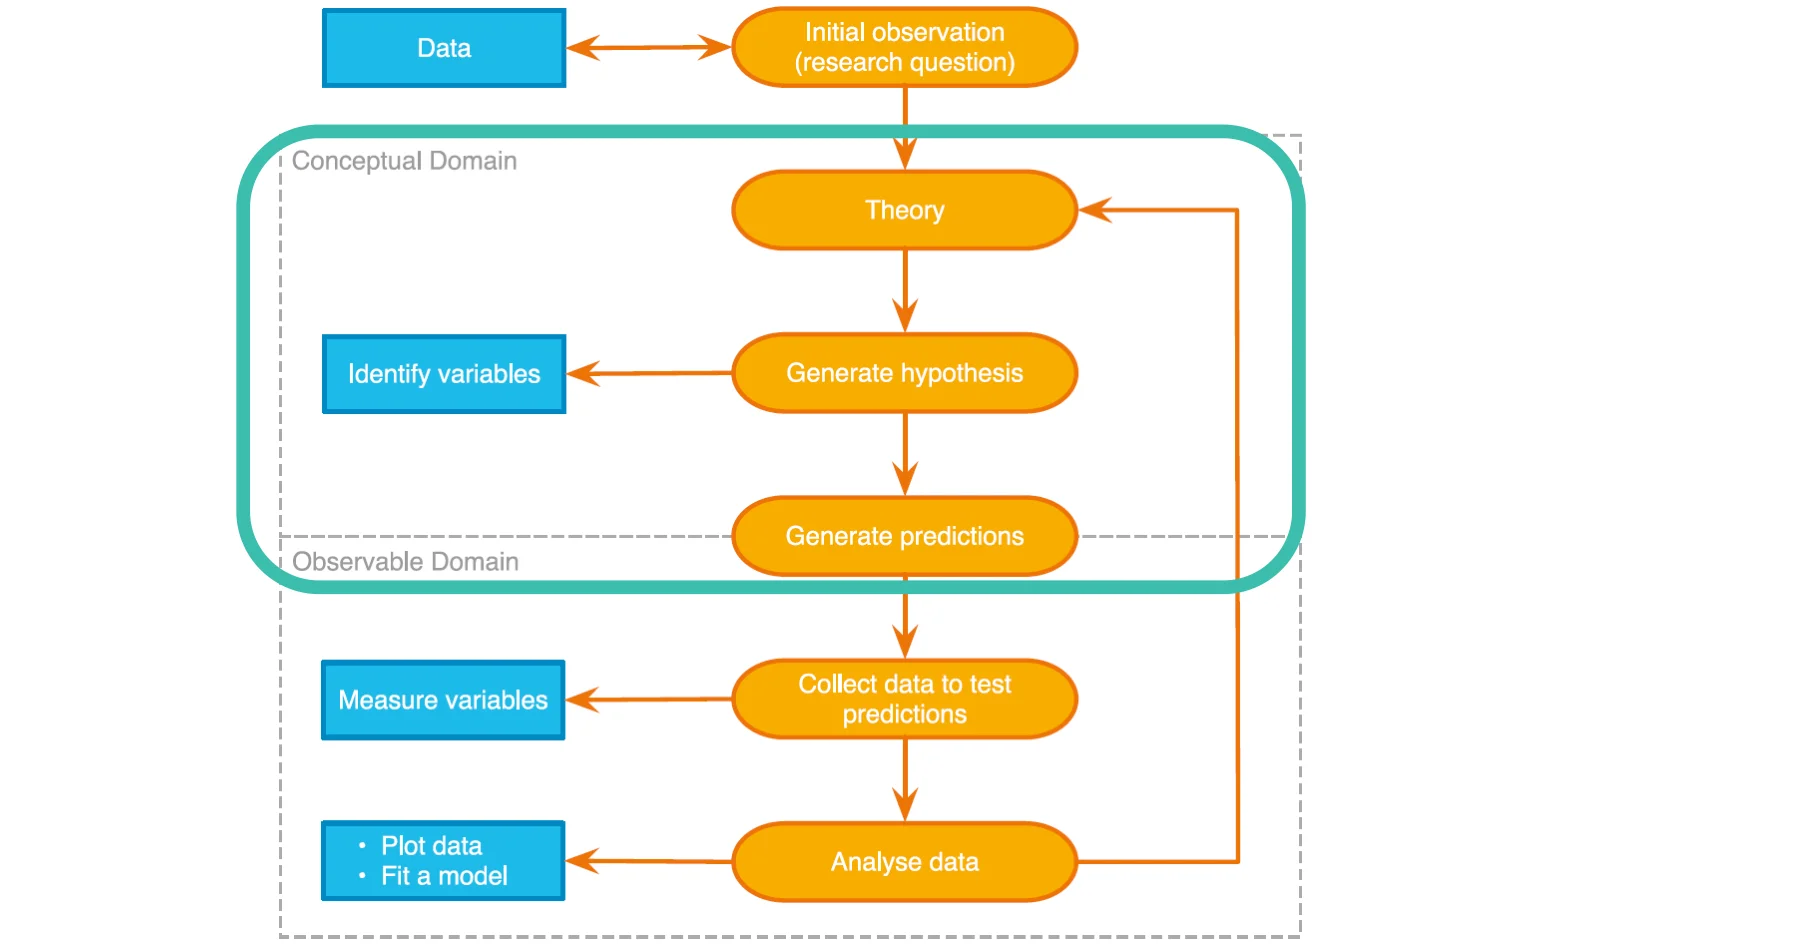 Data
Initial observation
(research question)
Conceptual Domain
Theory
Identify variables
Generate hypothesis
Generate predictions
Observable Domain
Measure variables
Collect data to test
predictions
• Plot data
• Fit a model
Analyse data